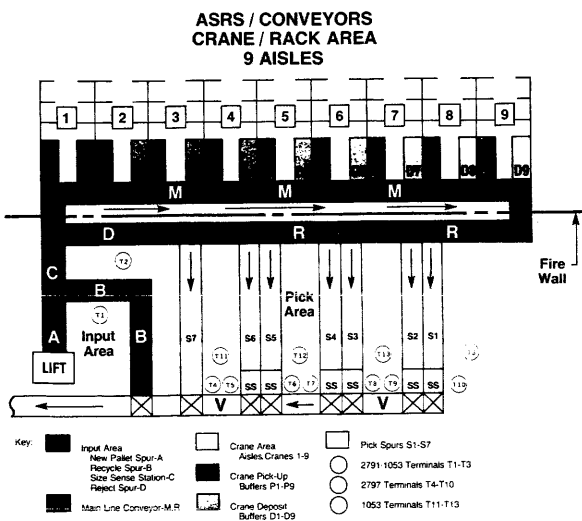 ASRS / CONVEYORS
CRANE / RACK AREA
9 AISLES
1 2 3 4 5 6 7 8 9
D7 D8 D9
M M M
D R R
Fire
Wall
C
T2
B
T1
A
Input
Area
B
LIFT
Pick
Area
S7 S6 S5 S4 S3 S2 S1
T11 T12 T13
T4 T5 SS SS T6 T7 SS SS T8 T9 SS SS T10
V V
Key:
Input Area
New Pallet Spur-A
Recycle Spur-B
Size Sense Station-C
Reject Spur-D
Main Line Conveyor-M,R
Crane Area
Aisles, Cranes 1-9
Crane Pick-Up
Buffers P1-P9
Crane Deposit
Buffers D1-D9
Pick Spurs S1-S7
2791-1053 Terminals T1-T3
2797 Terminals T4-T10
1053 Terminals T11-T13